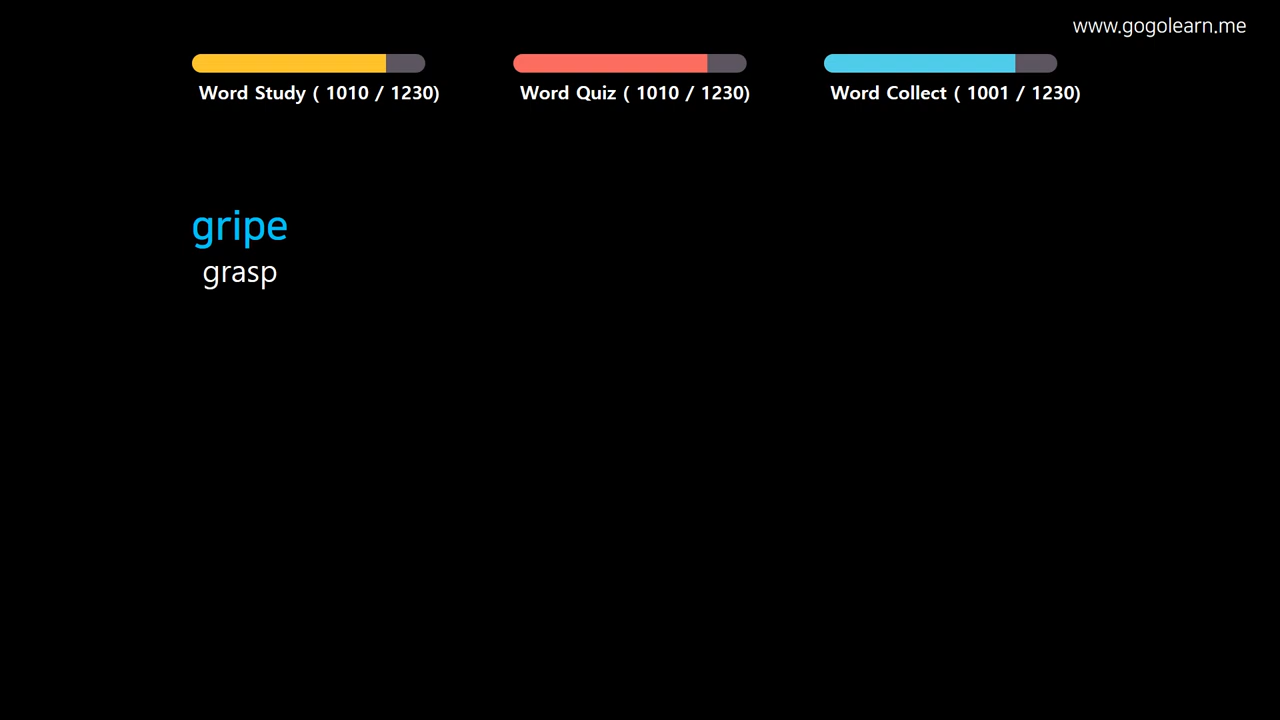 www.gogolearn.me
Word Study ( 1010 / 1230)
Word Quiz ( 1010 / 1230)
Word Collect ( 1001 / 1230)
gripe
grasp